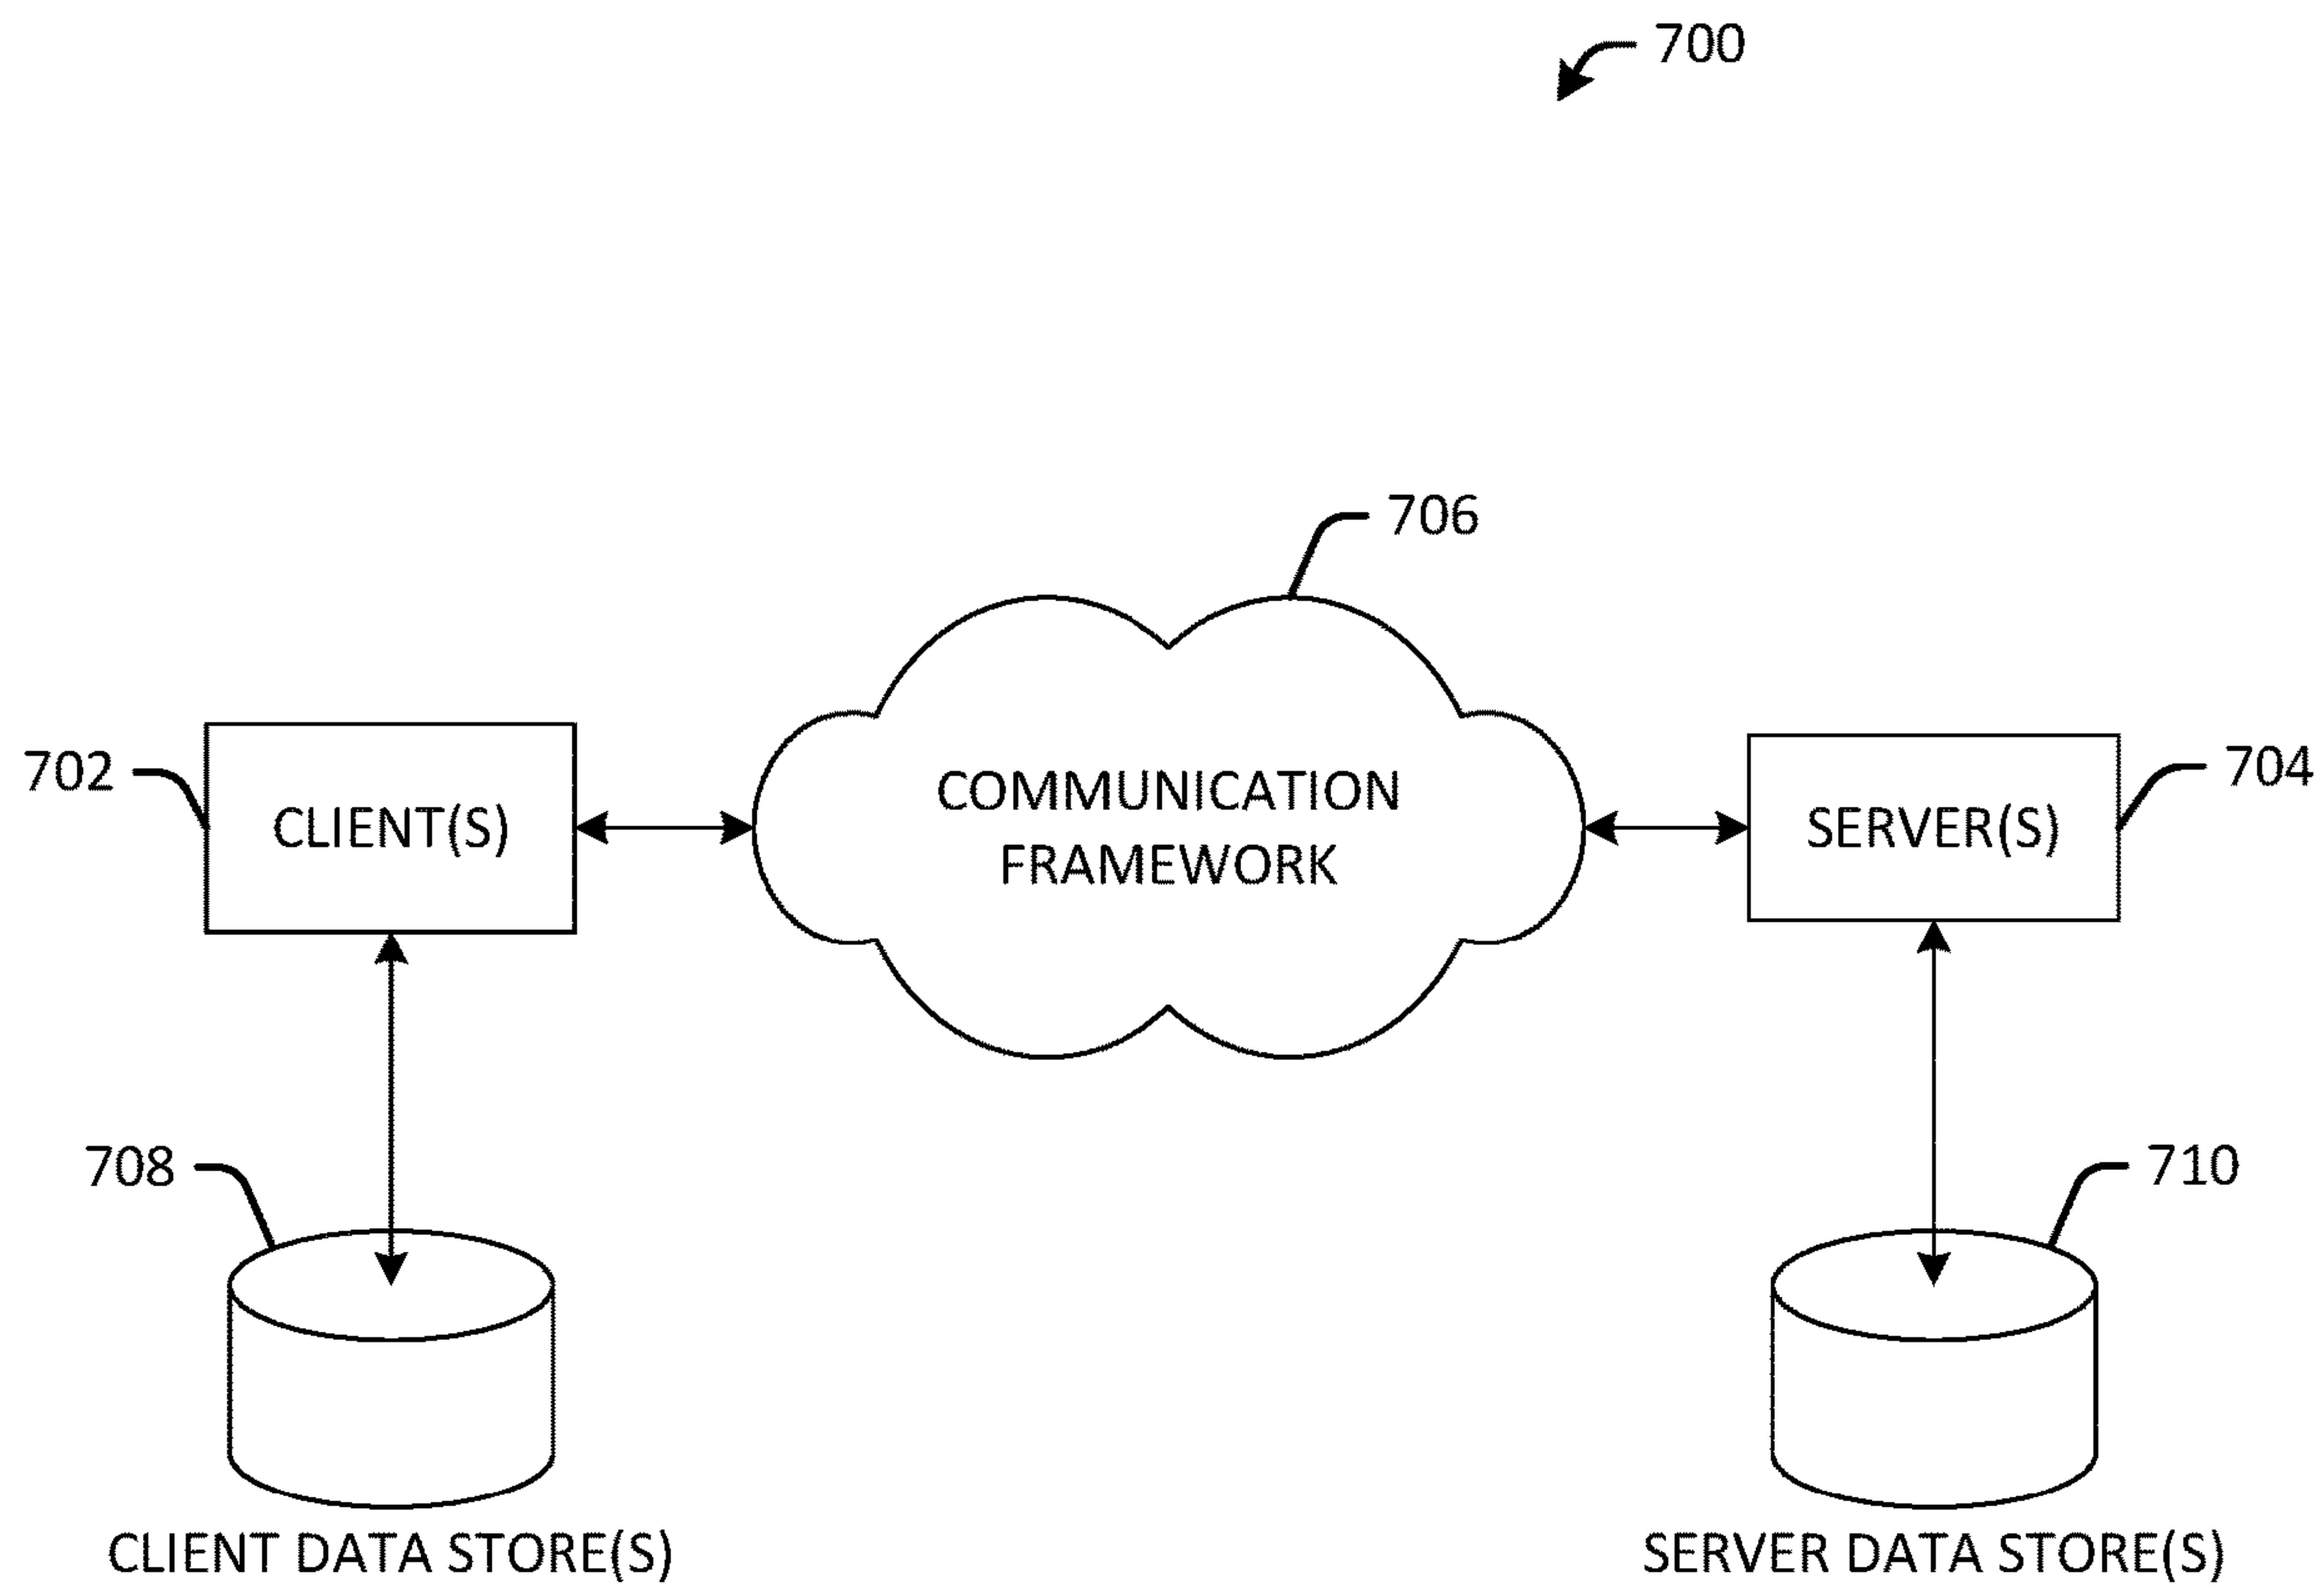 700
706
702
CLIENT(S)
COMMUNICATION
FRAMEWORK
SERVER(S)
704
708
710
CLIENT DATA STORE(S)
SERVER DATA STORE(S)